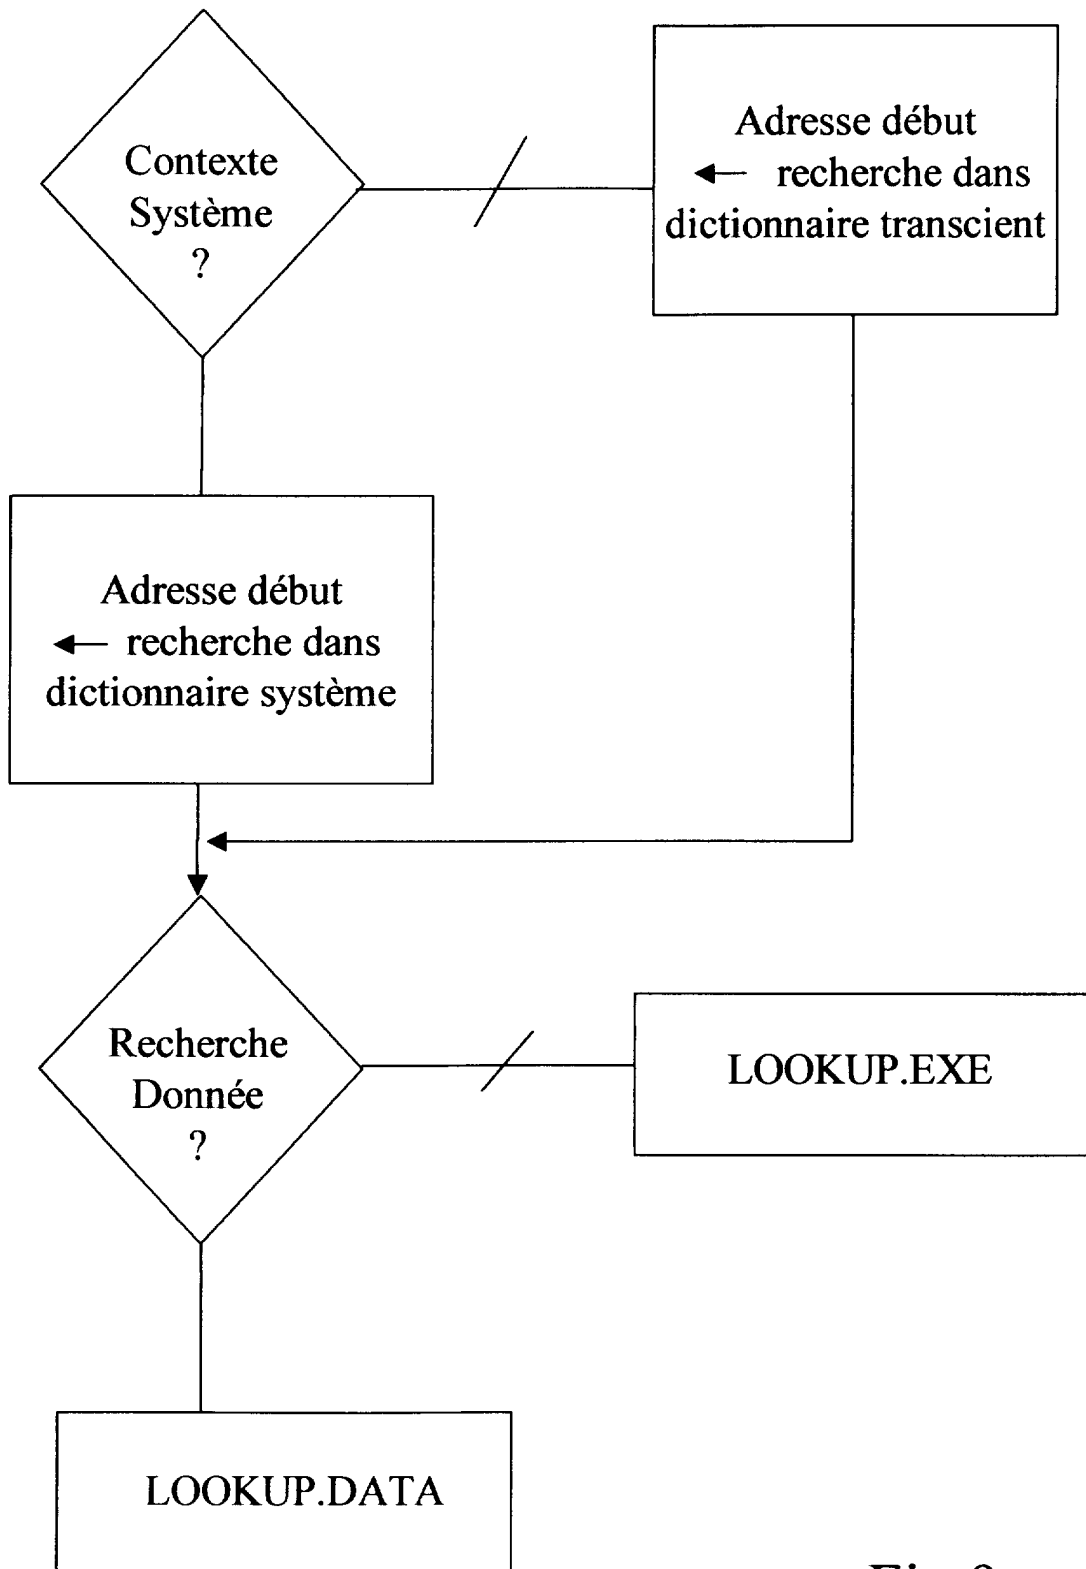 Contexte
Système
?
Adresse début
← recherche dans
dictionnaire transcient
Adresse début
← recherche dans
dictionnaire système
Recherche
Donnée
?
LOOKUP.EXE
LOOKUP.DATA